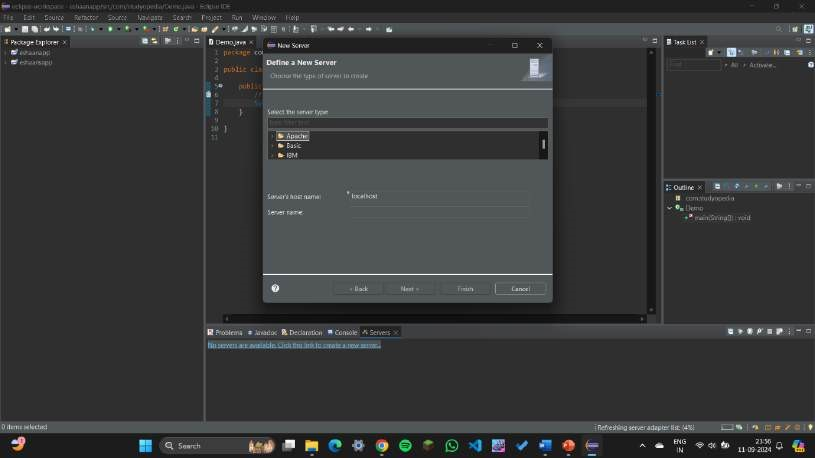 eclipse-workspace - eshaanapp/src/com/studyopedia/Demo.java - Eclipse IDE
File Edit Source Refactor Source Navigate Search Project Run Window Help
Package Explorer
eshaanapp
eshaansapp
Demo.java
1 package co
2
3 public clas
4
5 public
6 //
7 Sy
8 }
9
10 }
11
New Server
Define a New Server
Choose the type of server to create
Select the server type:
type filter text
Apache
Basic
IBM
Server's host name: * localhost
Server name:
< Back Next > Finish Cancel
Task List
Find All Activate...
Outline
com.studyopedia
Demo
main(String[]) : void
Problems Javadoc Declaration Console Servers
No servers are available. Click this link to create a new server...
0 items selected
Refreshing server adapter list: (4%)
Search
ENG
IN
23:56
11-09-2024